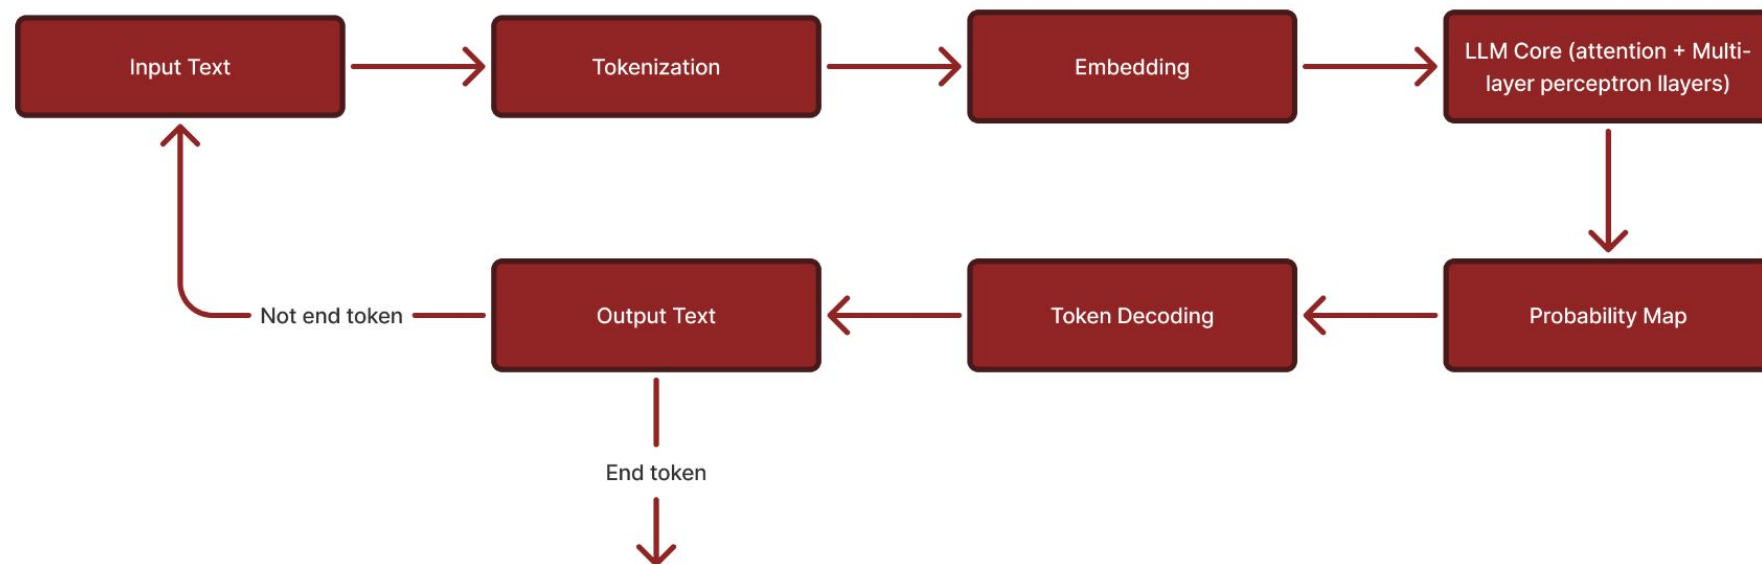 Input Text
Tokenization
Embedding
LLM Core (attention + Multi-
layer perceptron llayers)
Not end token
Output Text
Token Decoding
Probability Map
End token